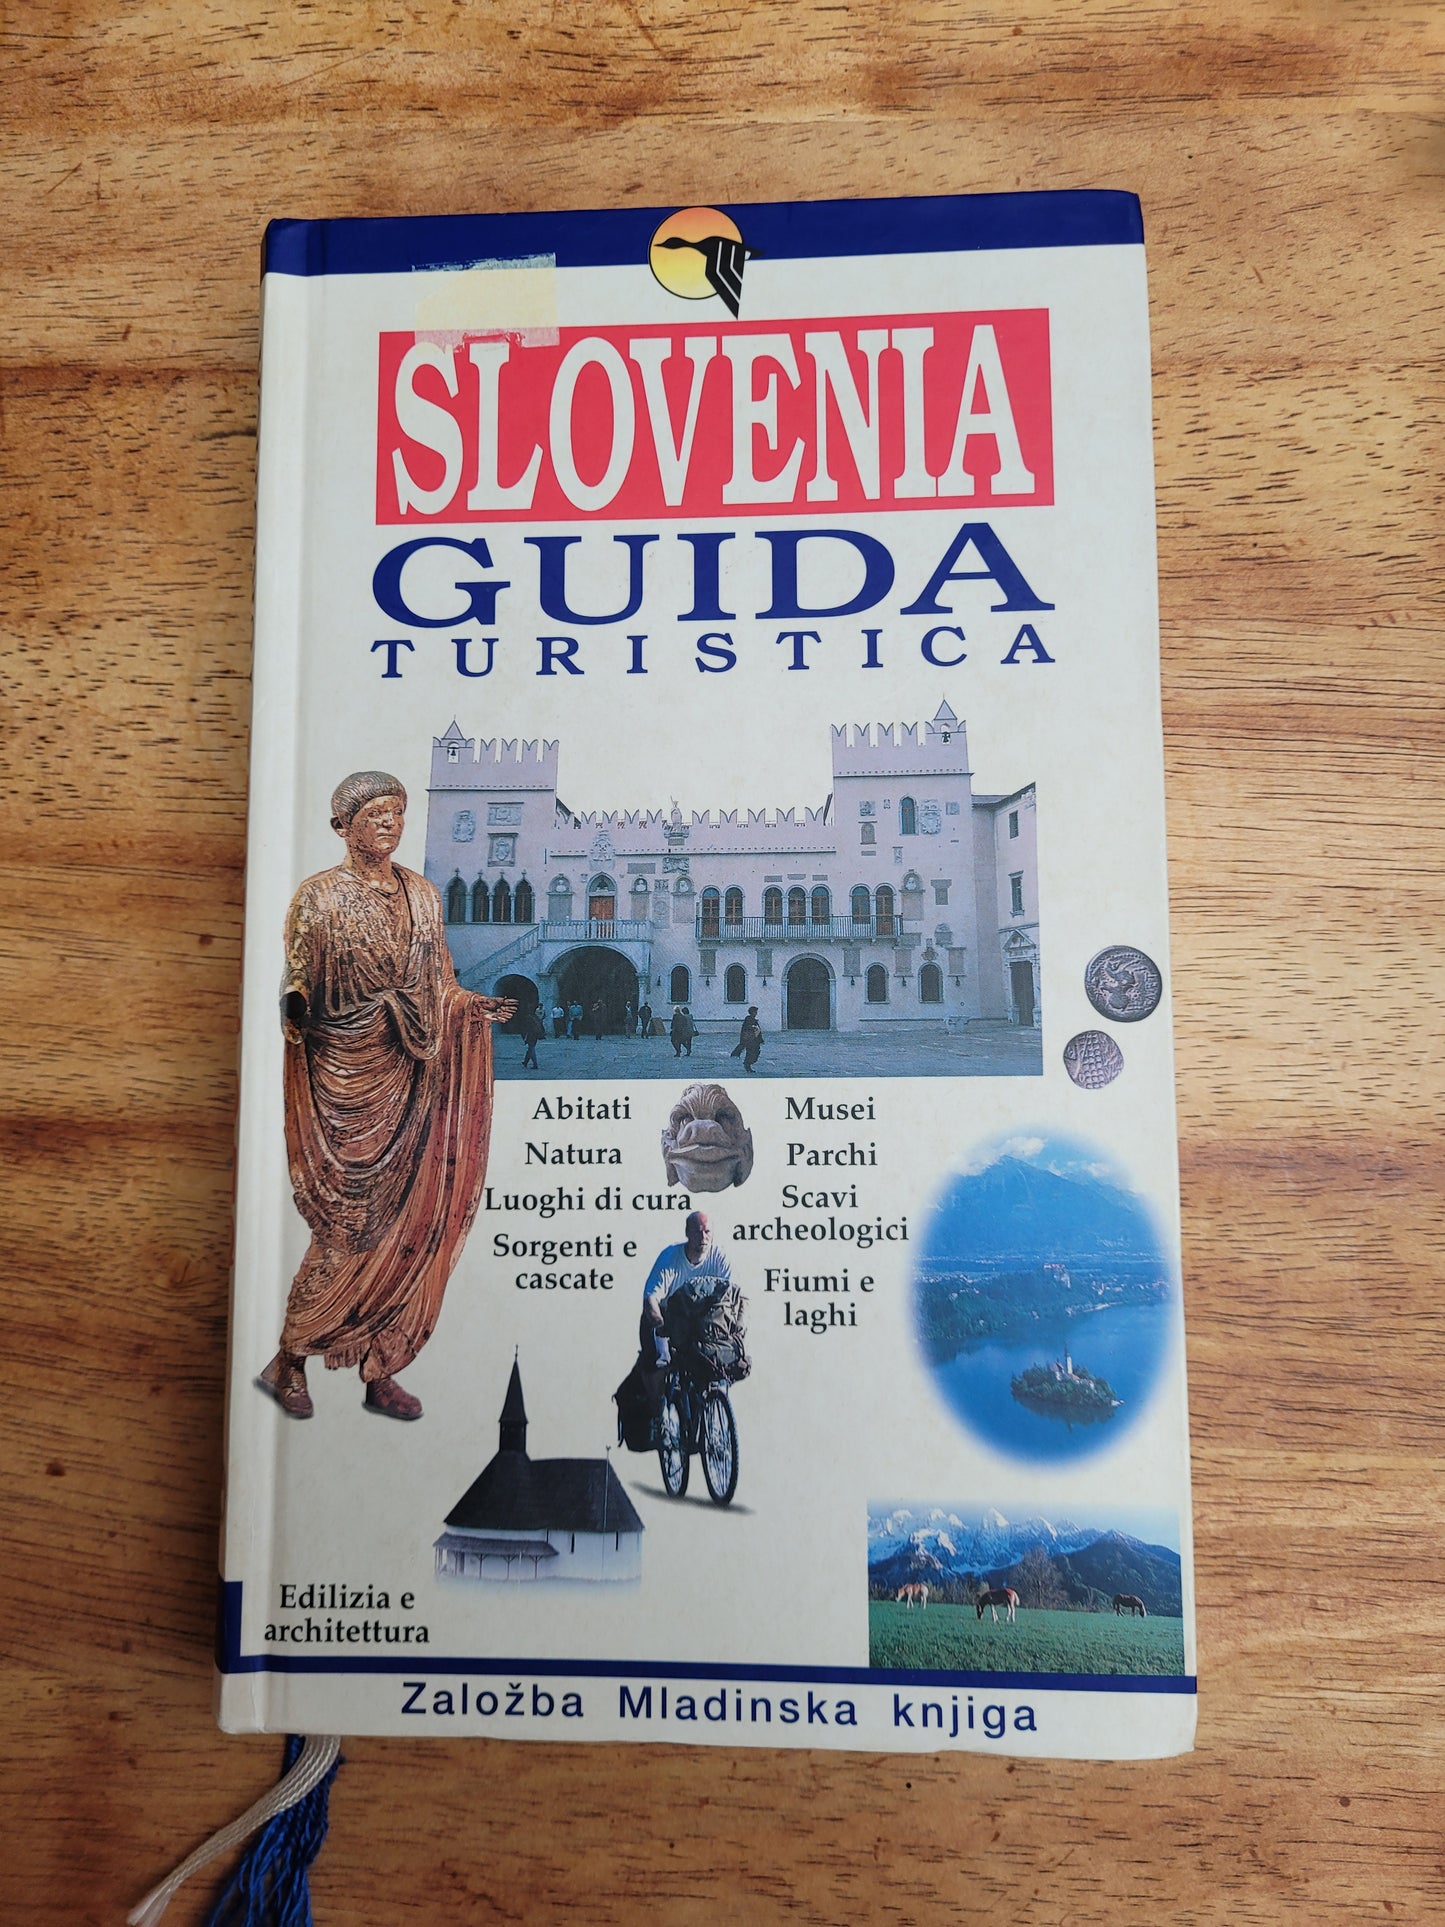 SLOVENIA
GUIDA
TURISTICA
Abitati
Natura
Luoghi di cura
Sorgenti e
cascate
Musei
Parchi
Scavi
archeologici
Fiumi e
laghi
Edilizia e
architettura
Založba Mladinska knjiga